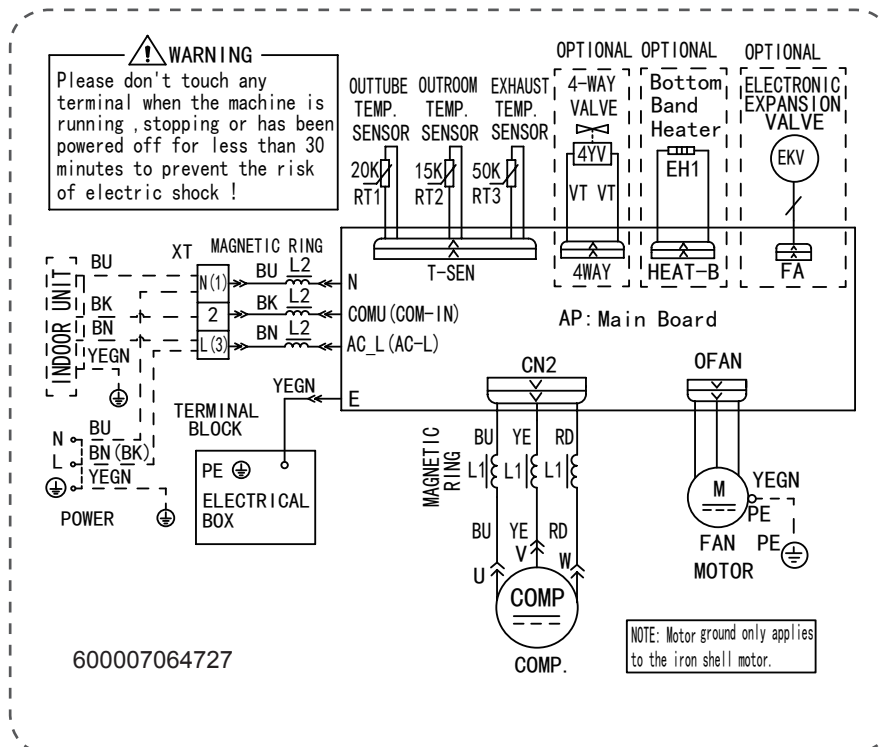 WARNING
Please don't touch any
terminal when the machine is
running ,stopping or has been
powered off for less than 30
minutes to prevent the risk
of electric shock !
OUTTUBE OUTROOM EXHAUST
TEMP. TEMP. TEMP.
SENSOR SENSOR SENSOR
20K 15K 50K
RT1 RT2 RT3
T-SEN
OPTIONAL OPTIONAL OPTIONAL
4-WAY
VALVE
4YV
VT VT
4WAY
Bottom
Band
Heater
EH1
HEAT-B
ELECTRONIC
EXPANSION
VALVE
EKV
FA
INDOOR UNIT
BU
BK
BN
YEGN
XT MAGNETIC RING
N(1) BU L2 N
2 BK L2 COMU(COM-IN)
L(3) BN L2 AC_L(AC-L)
AP:Main Board
YEGN E
TERMINAL
BLOCK
N BU
L BN(BK)
YEGN
POWER
PE
ELECTRICAL
BOX
CN2
MAGNETIC
RING
BU YE RD
L1 L1 L1
BU YE RD
U V W
COMP
COMP.
OFAN
M
YEGN
PE
FAN PE
MOTOR
NOTE: Motor ground only applies
to the iron shell motor.
600007064727